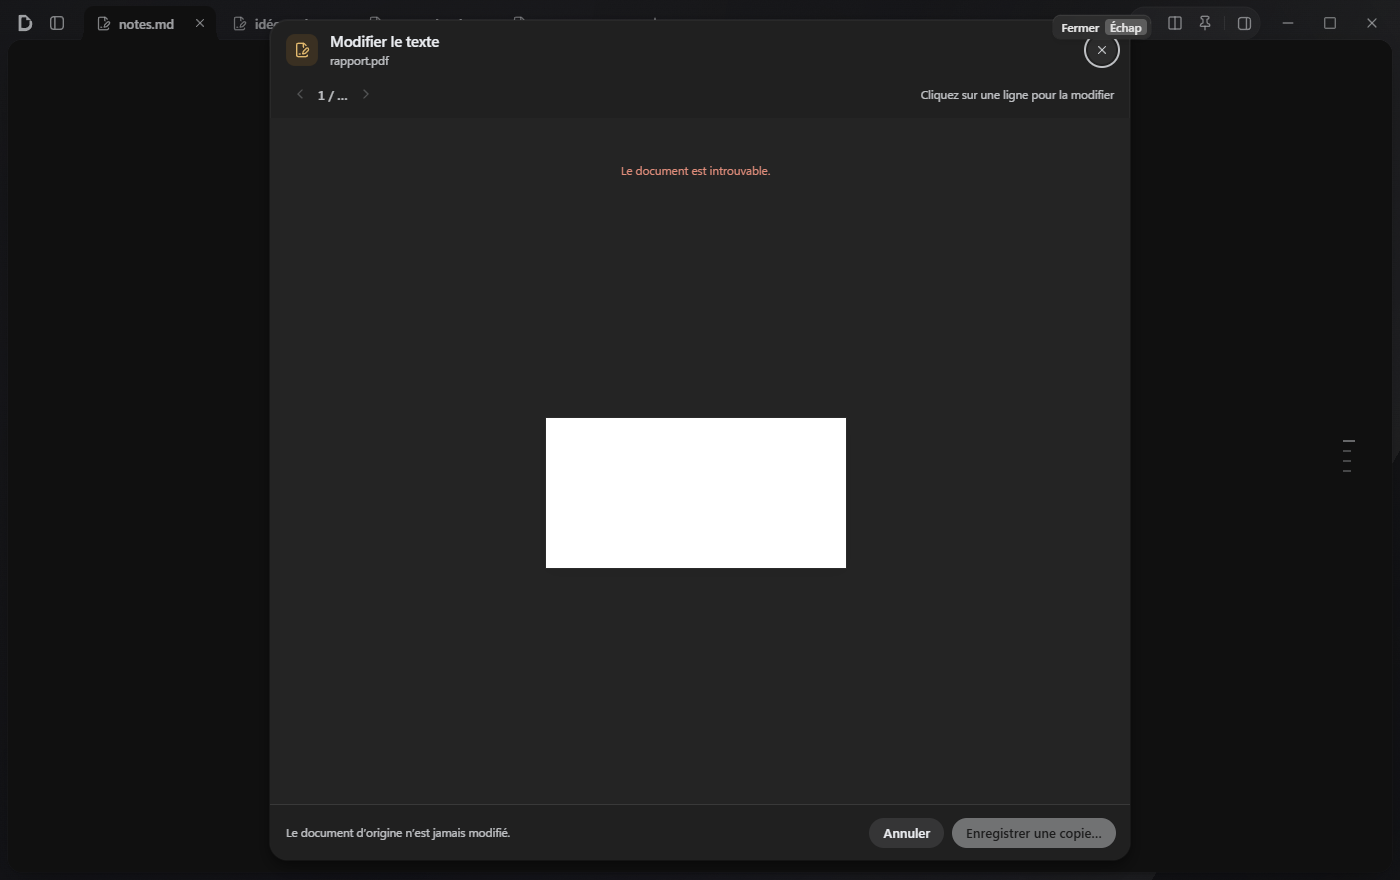 notes.md
Fermer Échap
Modifier le texte
rapport.pdf
1 / ...
Cliquez sur une ligne pour la modifier
Le document est introuvable.
Le document d'origine n'est jamais modifié.
Annuler
Enregistrer une copie...